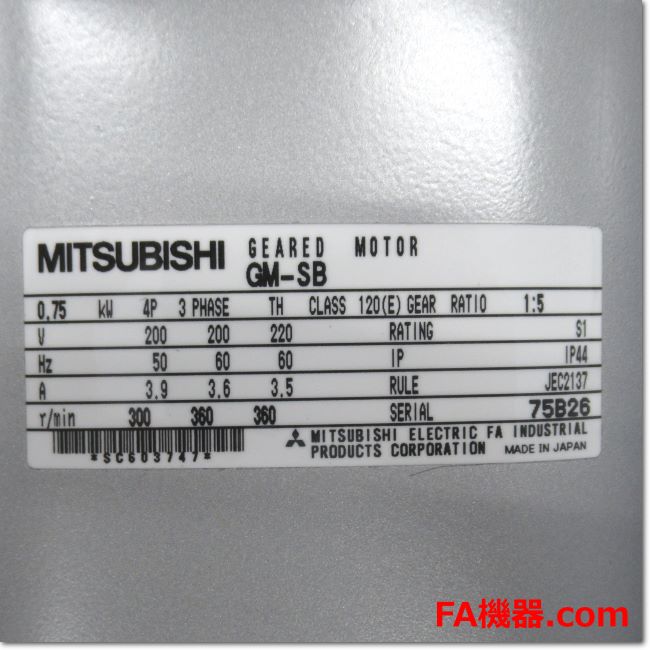 MITSUBISHI GEARED MOTOR
GM-SB
0.75 kW 4P 3 PHASE TH CLASS 120(E) GEAR RATIO 1:5
V 200 200 220 RATING S1
Hz 50 60 60 IP IP44
A 3.9 3.6 3.5 RULE JEC2137
r/min 300 360 360 SERIAL 75B26
*SC603747*
MITSUBISHI ELECTRIC FA INDUSTRIAL
PRODUCTS CORPORATION MADE IN JAPAN
FA機器.com